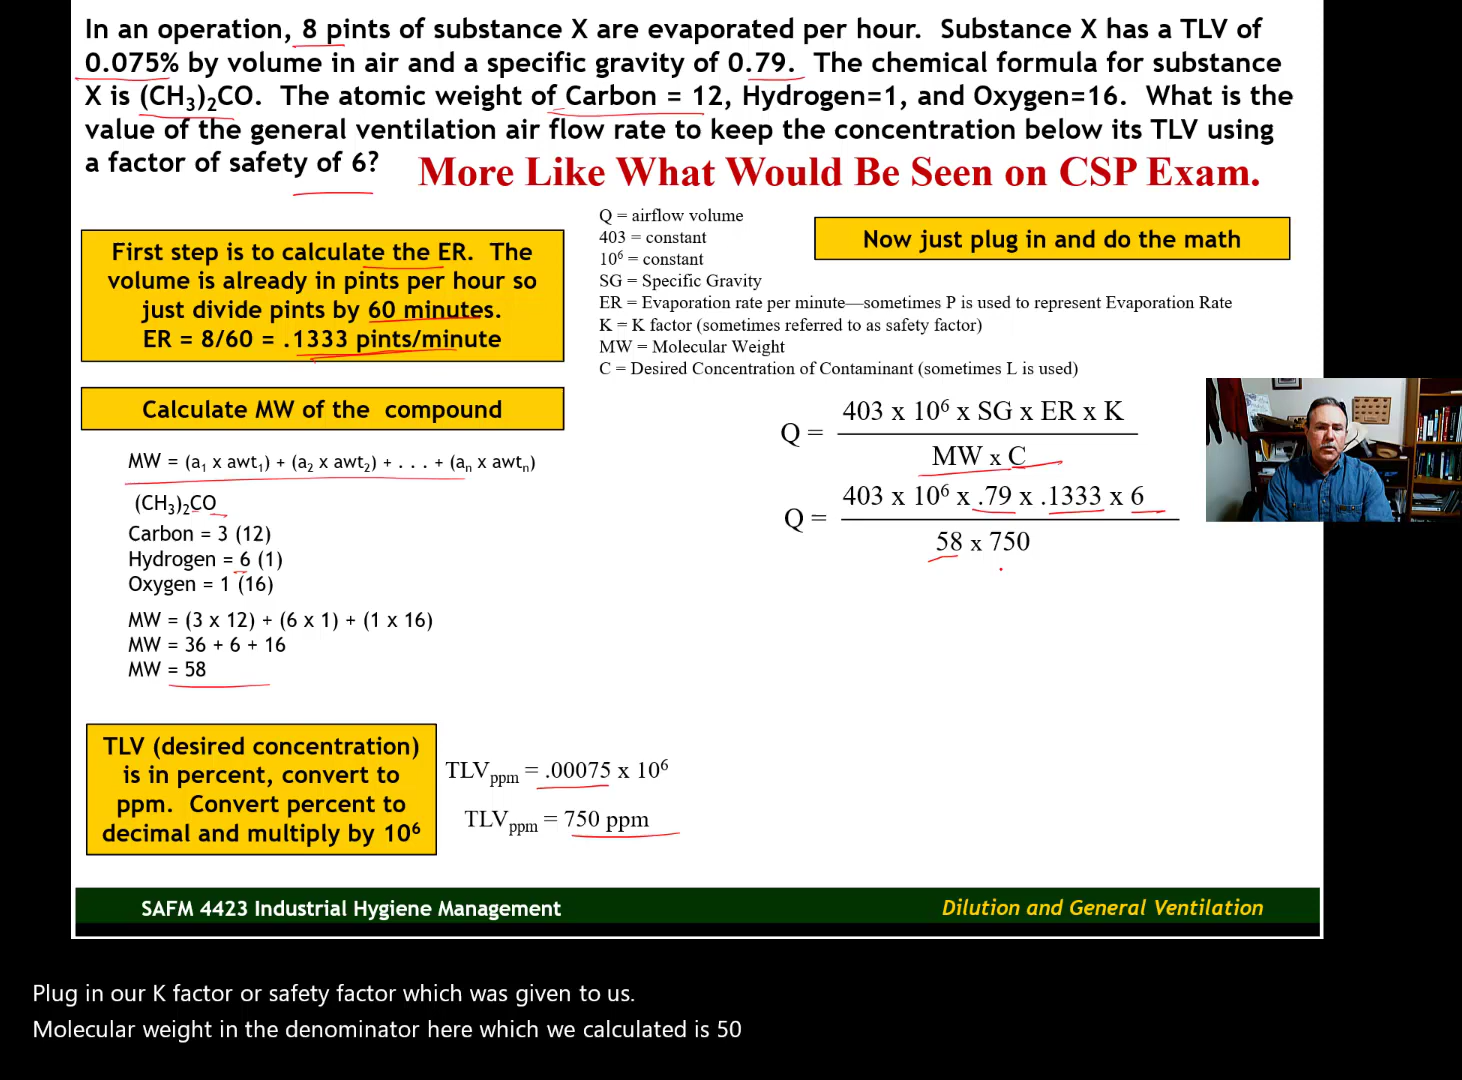 In an operation, 8 pints of substance X are evaporated per hour. Substance X has a TLV of
0.075% by volume in air and a specific gravity of 0.79. The chemical formula for substance
X is (CH₃)₂CO. The atomic weight of Carbon = 12, Hydrogen=1, and Oxygen=16. What is the
value of the general ventilation air flow rate to keep the concentration below its TLV using
a factor of safety of 6?
More Like What Would Be Seen on CSP Exam.
First step is to calculate the ER. The
volume is already in pints per hour so
just divide pints by 60 minutes.
ER = 8/60 = .1333 pints/minute
Calculate MW of the compound
MW = (a₁ x awt₁) + (a₂ x awt₂) + . . . + (aₙ x awtₙ)
(CH₃)₂CO
Carbon = 3 (12)
Hydrogen = 6 (1)
Oxygen = 1 (16)
MW = (3 x 12) + (6 x 1) + (1 x 16)
MW = 36 + 6 + 16
MW = 58
TLV (desired concentration)
is in percent, convert to
ppm. Convert percent to
decimal and multiply by 10⁶
TLVppm = .00075 x 10⁶
TLVppm = 750 ppm
Q = airflow volume
403 = constant
10⁶ = constant
SG = Specific Gravity
ER = Evaporation rate per minute—sometimes P is used to represent Evaporation Rate
K = K factor (sometimes referred to as safety factor)
MW = Molecular Weight
C = Desired Concentration of Contaminant (sometimes L is used)
Now just plug in and do the math
Q =
403 x 10⁶ x SG x ER x K
MW x C
Q =
403 x 10⁶ x .79 x .1333 x 6
58 x 750
SAFM 4423 Industrial Hygiene Management
Dilution and General Ventilation
Plug in our K factor or safety factor which was given to us.
Molecular weight in the denominator here which we calculated is 50